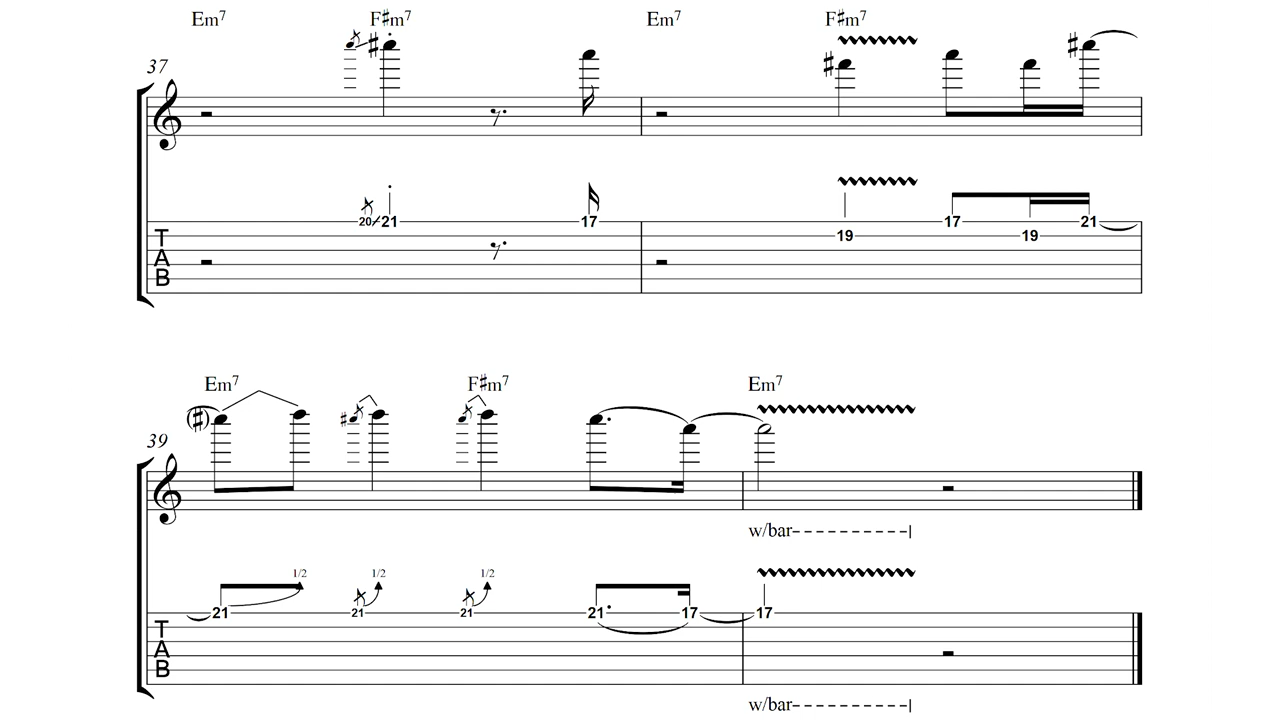 Em7 F#m7 Em7 F#m7
37
20 21 17 19 17 19 21
T
A
B
Em7 F#m7 Em7
39
w/bar
1/2 1/2 1/2
21 21 21 21 17 17
T
A
B
w/bar